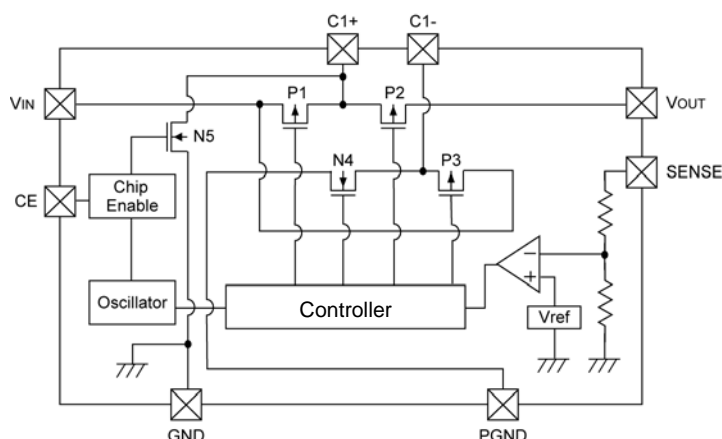 C1+ C1-
VIN P1 P2 VOUT
N5
N4 P3 SENSE
CE Chip
Enable
− +
Oscillator Controller Vref
GND PGND